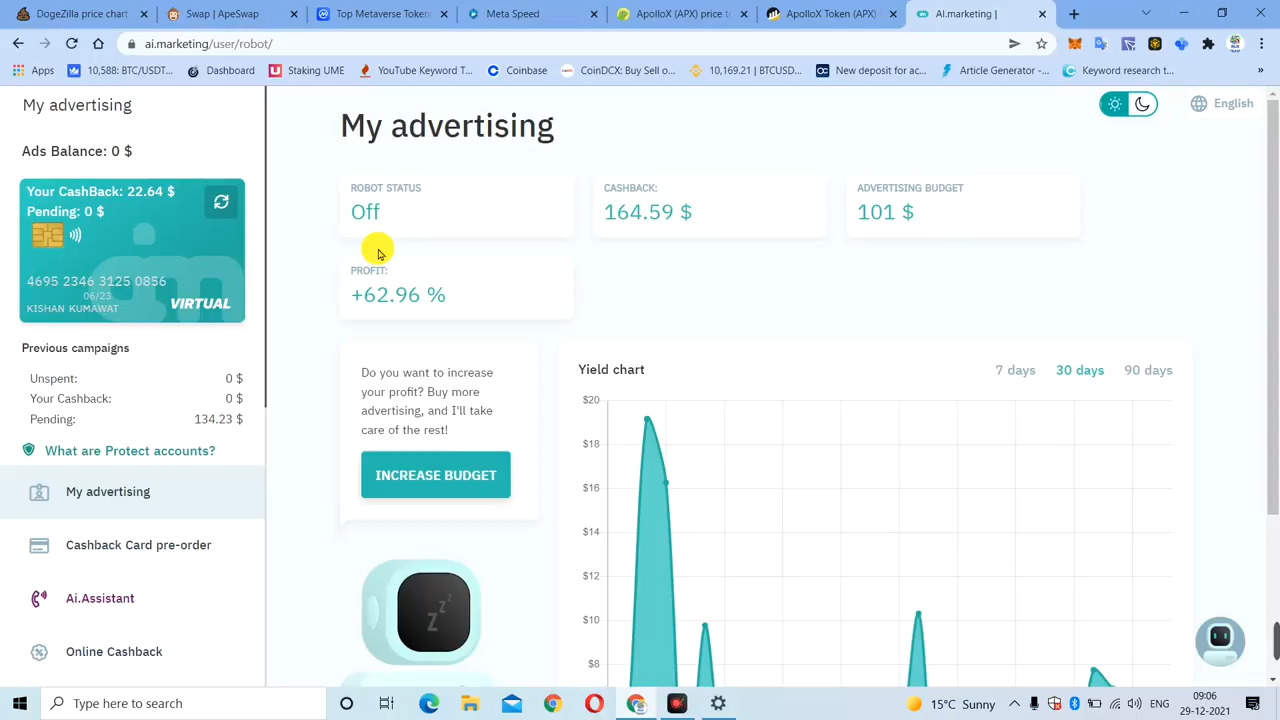 Dashboard
Swap | ApeSwap
Top Metaverse Token
Media Speed
ApolloX (APX) price t
ApolloX Token (APX)
Ai.Marketing |
ai.marketing/user/robot/
Apps
10,588: BTC/USDT...
Dashboard
Staking UME
YouTube Keyword T...
Coinbase
CoinDCX: Buy Sel o...
10,169.21 | BTCUSD...
New deposit for ac...
Article Generator -...
Keyword research t...
»
My advertising
Ads Balance: 0 $
Your CashBack: 22.64 $
Pending: 0 $
4695 2346 3125 0856
06/23
KISHAN KUMAWAT
VIRTUAL
Previous campaigns
Unspent: 0 $
Your Cashback: 0 $
Pending: 134.23 $
What are Protect accounts?
My advertising
Cashback Card pre-order
Ai.Assistant
Online Cashback
English
My advertising
ROBOT STATUS
Off
CASHBACK:
164.59 $
ADVERTISING BUDGET
101 $
PROFIT:
+62.96 %
Do you want to increase
your profit? Buy more
advertising, and I'll take
care of the rest!
INCREASE BUDGET
z z z
Yield chart
7 days
30 days
90 days
$20
$18
$16
$14
$12
$10
$8
Type here to search
15°C Sunny
ENG
09:06
29-12-2021